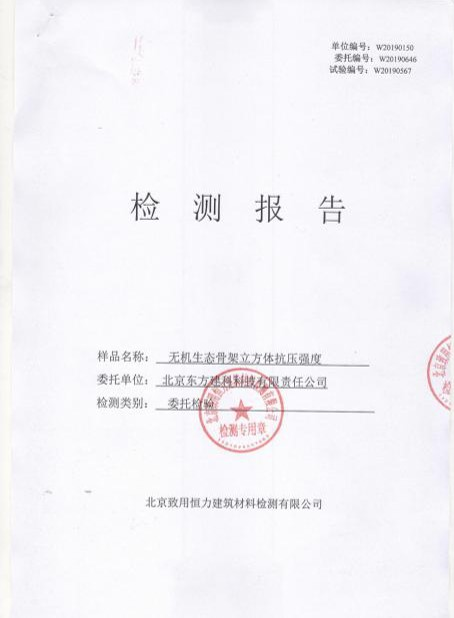 单位编号：W20190150
委托编号：W20190646
试验编号：W20190567
检测报告
样品名称：无机生态骨架立方体抗压强度
委托单位：北京东方建科科技有限责任公司
检测类别：委托检验
检测专用章
北京致用恒力建筑材料检测有限公司